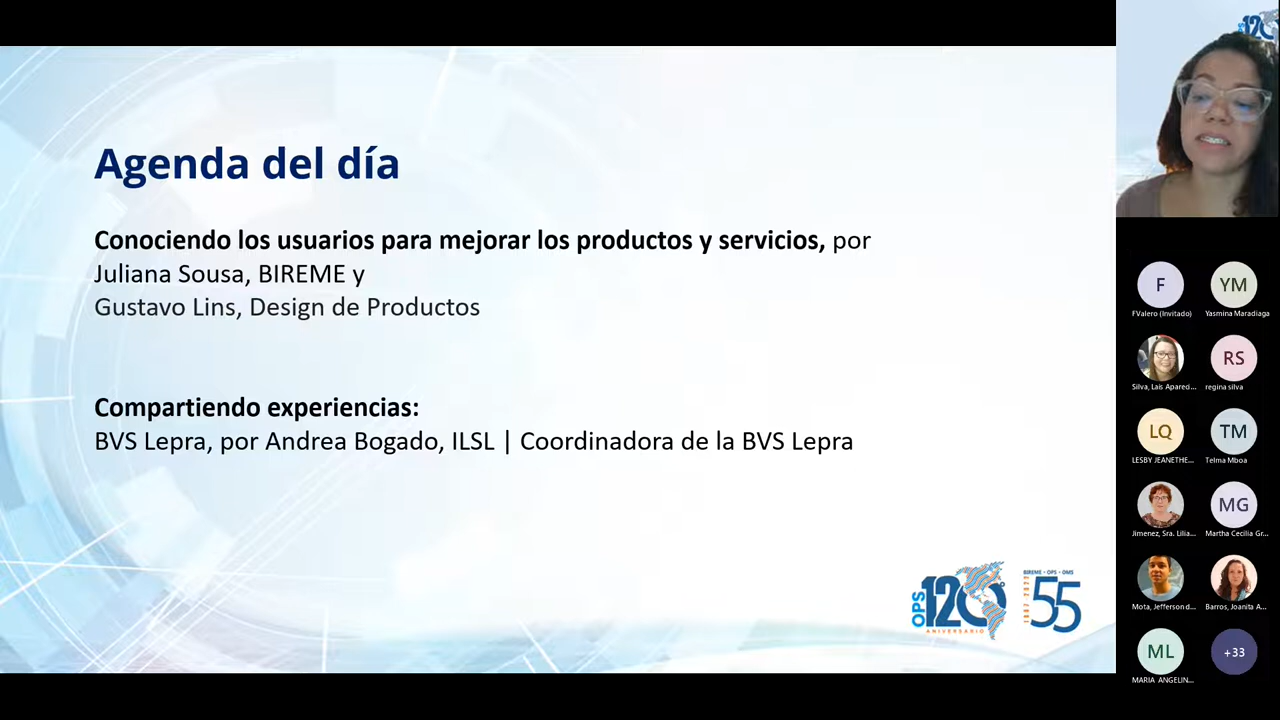 Agenda del día
Conociendo los usuarios para mejorar los productos y servicios, por
Juliana Sousa, BIREME y
Gustavo Lins, Design de Productos
Compartiendo experiencias:
BVS Lepra, por Andrea Bogado, ILSL | Coordinadora de la BVS Lepra
OPS
120
ANIVERSARIO
BIREME • OPS • OMS
55
120
F
FValero (Invitado)
YM
Yasmina Maradiaga
Silva, Lais Apared...
RS
regina silva
LQ
LESBY JEANETHE...
TM
Telma Mboa
Jimenez, Sra. Lilia...
MG
Martha Cecilia Gr...
Mota, Jefferson d...
Barros, Joanita A...
ML
MARIA ANGELIN...
+33